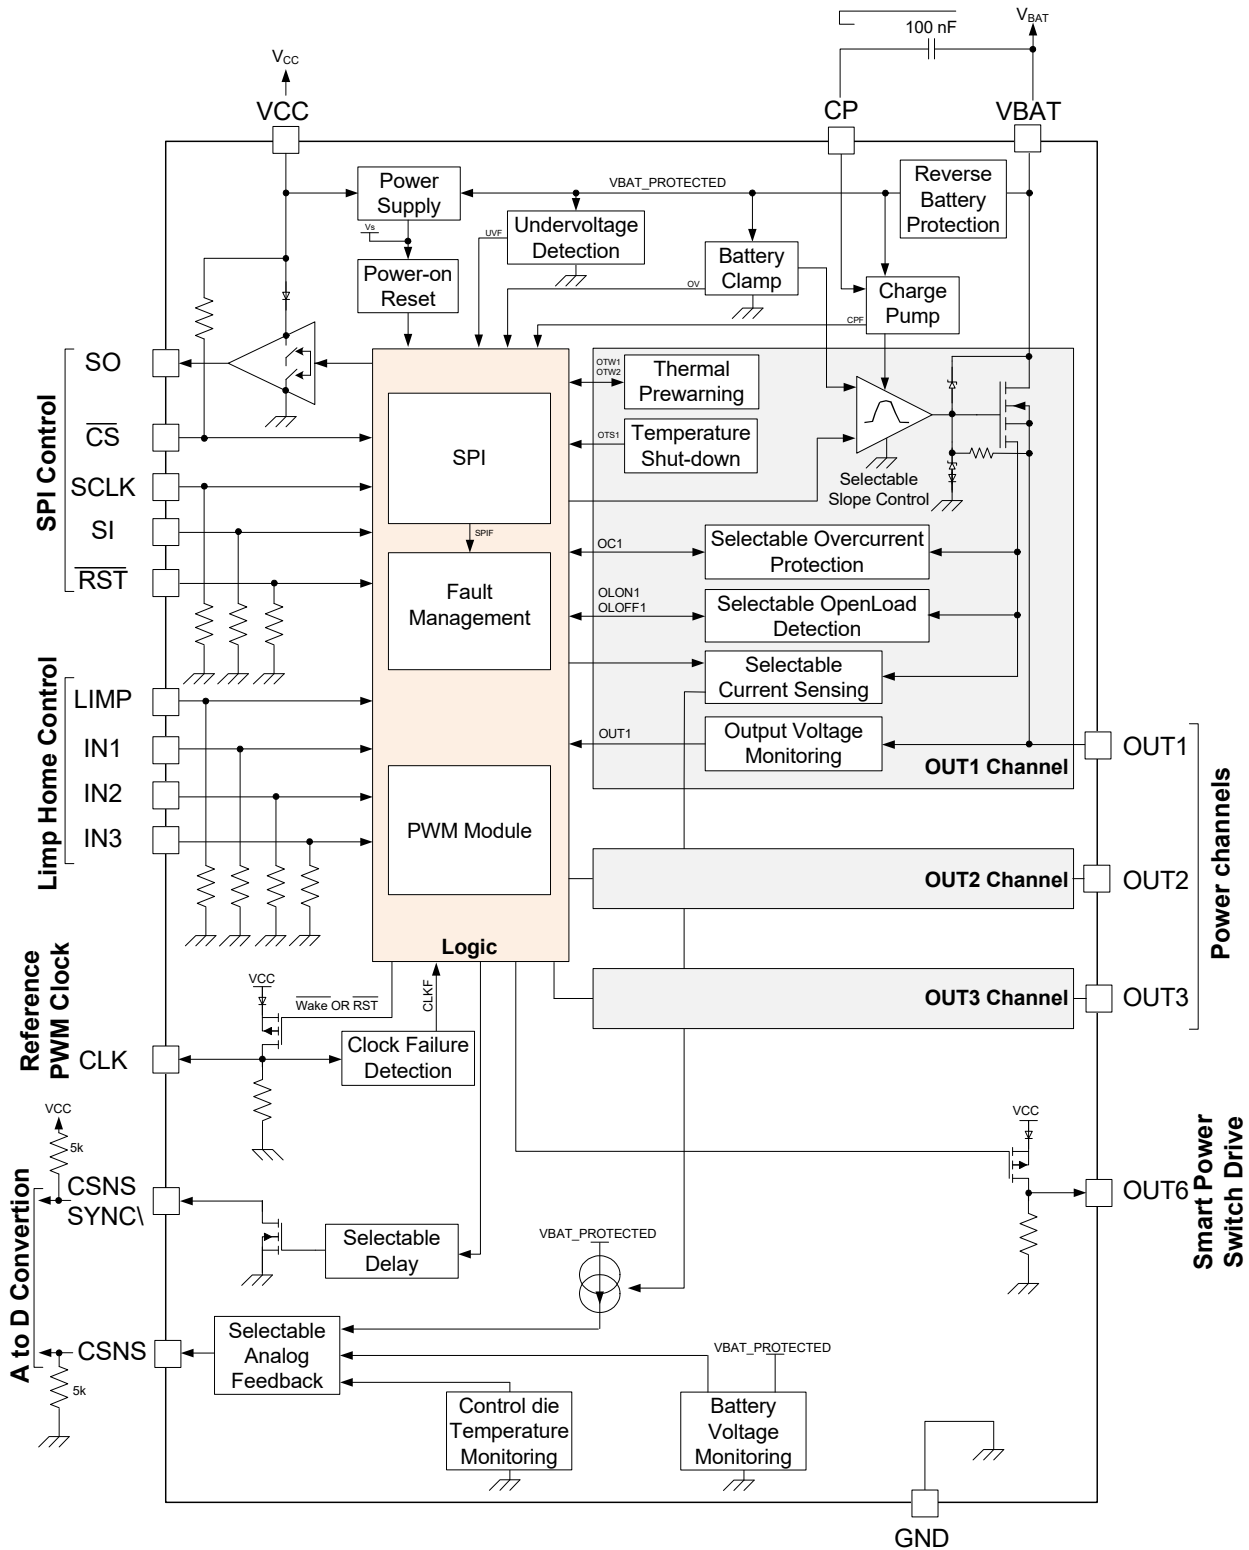 100 nF
VBAT
VCC
VCC
CP
VBAT
Power
Supply
VBAT_PROTECTED
Reverse
Battery
Protection
Vs
UVF
Undervoltage
Detection
Battery
Clamp
Power-on
Reset
OV
Charge
Pump
CPF
SPI Control
SO
CS
SCLK
SI
RST
SPI
SPIF
Fault
Management
PWM Module
Logic
OTW1
OTW2
Thermal
Prewarning
OTS1
Temperature
Shut-down
Selectable
Slope Control
OC1
Selectable Overcurrent
Protection
OLON1
OLOFF1
Selectable OpenLoad
Detection
Selectable
Current Sensing
OUT1
Output Voltage
Monitoring
OUT1 Channel
OUT2 Channel
OUT3 Channel
OUT1
OUT2
OUT3
Power channels
Limp Home Control
LIMP
IN1
IN2
IN3
Reference
PWM Clock
CLK
VCC
Wake OR RST
CLKF
Clock Failure
Detection
VCC
5k
A to D Convertion
CSNS
SYNC\
Selectable
Delay
VBAT_PROTECTED
VCC
OUT6
Smart Power
Switch Drive
CSNS
5k
Selectable
Analog
Feedback
VBAT_PROTECTED
Control die
Temperature
Monitoring
Battery
Voltage
Monitoring
GND